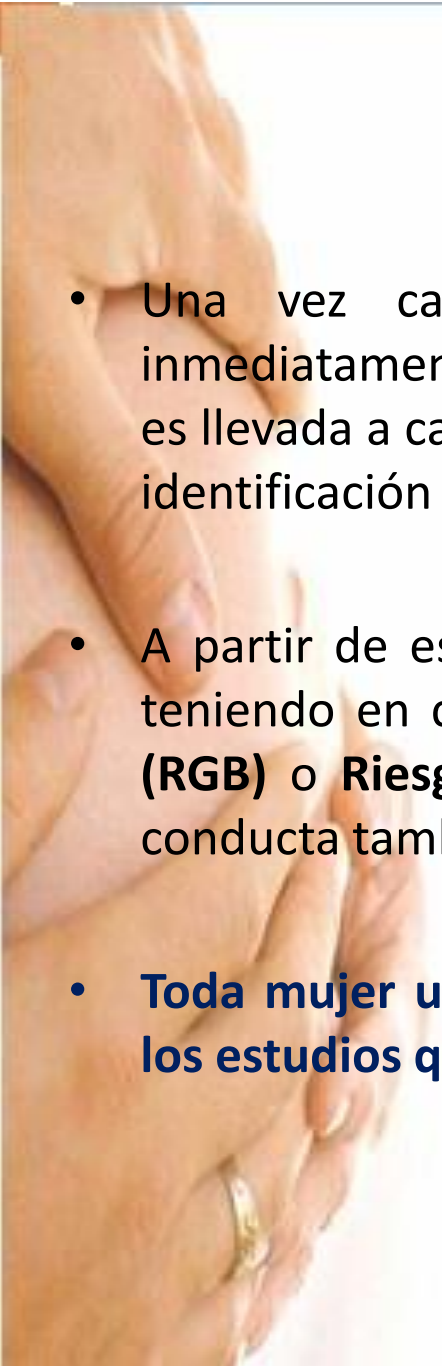 • Una vez ca
inmediatamen
es llevada a ca
identificación
• A partir de es
teniendo en c
(RGB) o Riesg
conducta tam
• Toda mujer u
los estudios q